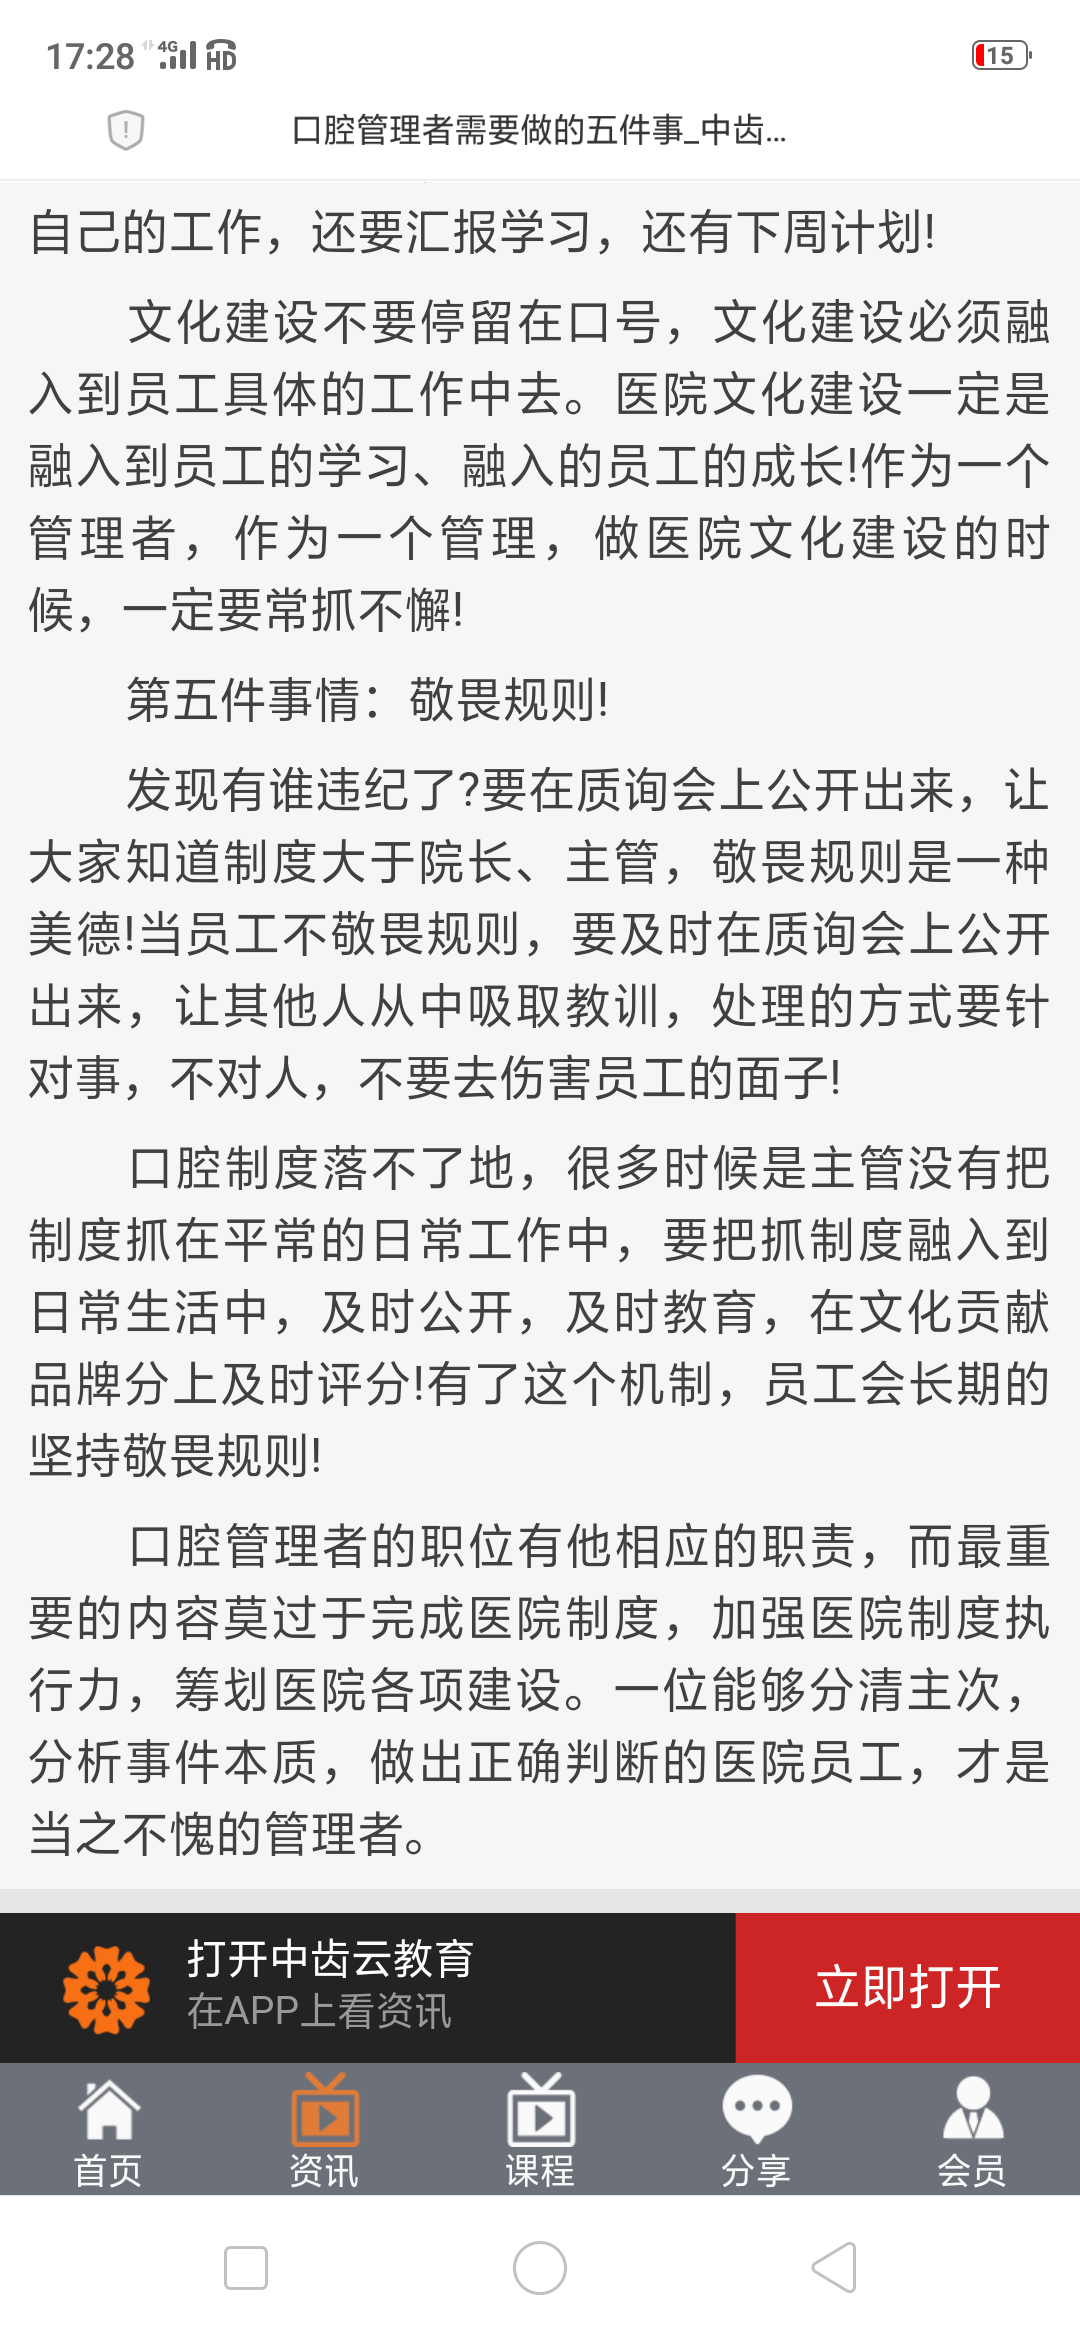 17:28 4G HD 15
口腔管理者需要做的五件事_中齿...
自己的工作，还要汇报学习，还有下周计划!
文化建设不要停留在口号，文化建设必须融
入到员工具体的工作中去。医院文化建设一定是
融入到员工的学习、融入的员工的成长!作为一个
管理者，作为一个管理，做医院文化建设的时
候，一定要常抓不懈!
第五件事情：敬畏规则!
发现有谁违纪了?要在质询会上公开出来，让
大家知道制度大于院长、主管，敬畏规则是一种
美德!当员工不敬畏规则，要及时在质询会上公开
出来，让其他人从中吸取教训，处理的方式要针
对事，不对人，不要去伤害员工的面子!
口腔制度落不了地，很多时候是主管没有把
制度抓在平常的日常工作中，要把抓制度融入到
日常生活中，及时公开，及时教育，在文化贡献
品牌分上及时评分!有了这个机制，员工会长期的
坚持敬畏规则!
口腔管理者的职位有他相应的职责，而最重
要的内容莫过于完成医院制度，加强医院制度执
行力，筹划医院各项建设。一位能够分清主次，
分析事件本质，做出正确判断的医院员工，才是
当之不愧的管理者。
打开中齿云教育
在APP上看资讯
立即打开
首页 资讯 课程 分享 会员